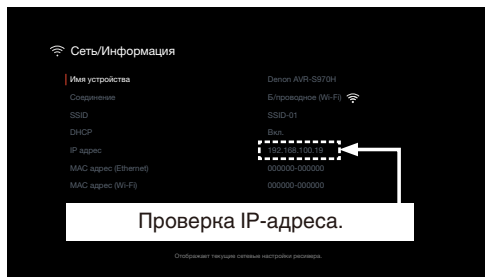 Сеть/Информация
Имя устройства Denon AVR-S970H
Соединение Б/проводное (Wi-Fi)
SSID SSID-01
DHCP Вкл.
IP адрес 192.168.100.19
MAC адрес (Ethernet) 000000-000000
MAC адрес (Wi-Fi) 000000-000000
Проверка IP-адреса.
Отображает текущие сетевые настройки ресивера.